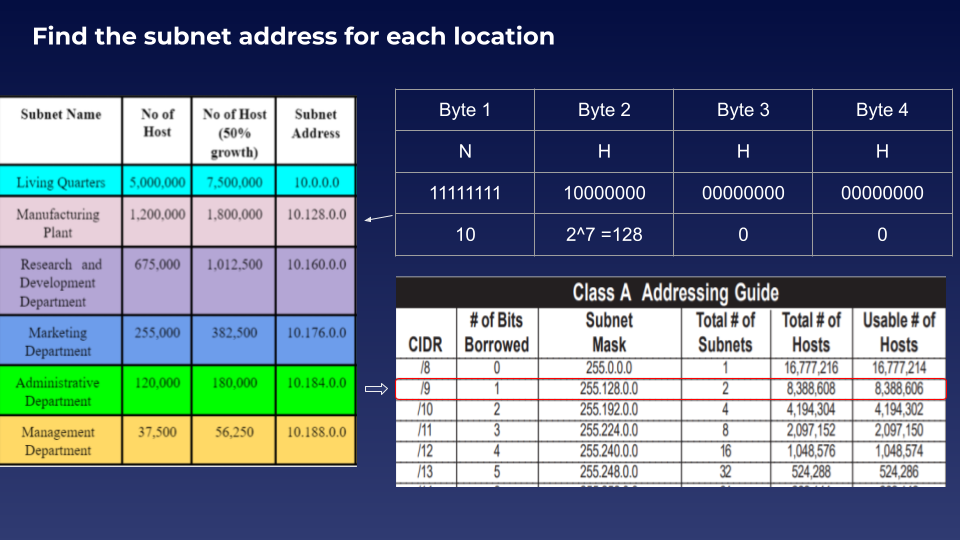 Find the subnet address for each location
Subnet Name No of Host No of Host (50% growth) Subnet Address
Living Quarters 5,000,000 7,500,000 10.0.0.0
Manufacturing Plant 1,200,000 1,800,000 10.128.0.0
Research and Development Department 675,000 1,012,500 10.160.0.0
Marketing Department 255,000 382,500 10.176.0.0
Administrative Department 120,000 180,000 10.184.0.0
Management Department 37,500 56,250 10.188.0.0
Byte 1 Byte 2 Byte 3 Byte 4
N H H H
11111111 10000000 00000000 00000000
10 2^7 =128 0 0
Class A Addressing Guide
CIDR # of Bits Borrowed Subnet Mask Total # of Subnets Total # of Hosts Usable # of Hosts
/8 0 255.0.0.0 1 16,777,216 16,777,214
/9 1 255.128.0.0 2 8,388,608 8,388,606
/10 2 255.192.0.0 4 4,194,304 4,194,302
/11 3 255.224.0.0 8 2,097,152 2,097,150
/12 4 255.240.0.0 16 1,048,576 1,048,574
/13 5 255.248.0.0 32 524,288 524,286